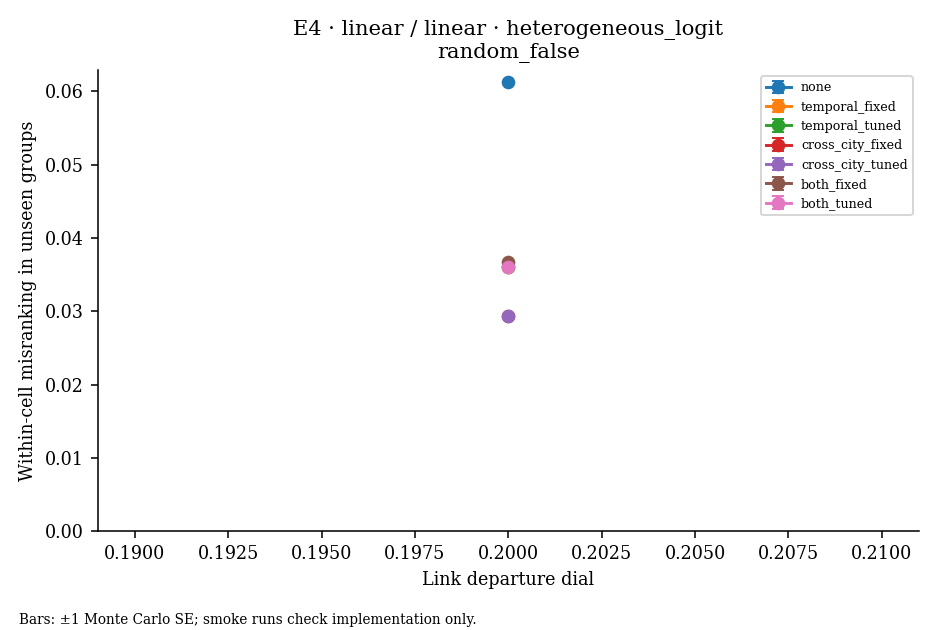 E4 · linear / linear · heterogeneous_logit
random_false
Within-cell misranking in unseen groups
0.06
0.05
0.04
0.03
0.02
0.01
0.00
none
temporal_fixed
temporal_tuned
cross_city_fixed
cross_city_tuned
both_fixed
both_tuned
0.1900 0.1925 0.1950 0.1975 0.2000 0.2025 0.2050 0.2075 0.2100
Link departure dial
Bars: ±1 Monte Carlo SE; smoke runs check implementation only.